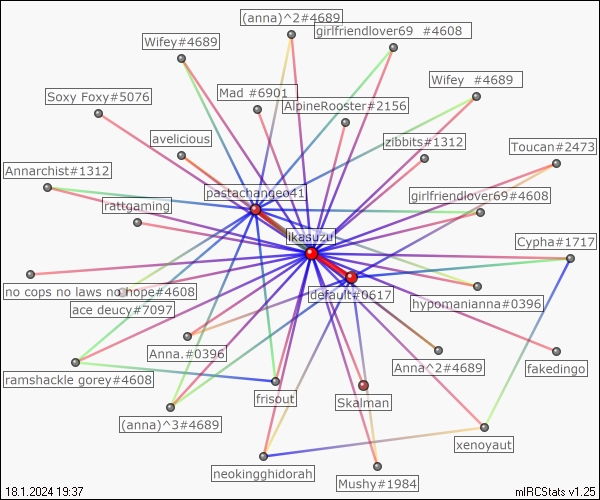 (anna)^2#4689
girlfriendlover69 #4608
Wifey#4689
Wifey #4689
Mad #6901
Soxy Foxy#5076
AlpineRooster#2156
avelicious
zibbits#1312
Toucan#2473
Annarchist#1312
pastachangeo41
girlfriendlover69#4608
rattgaming
ikasuzu
Cypha#1717
no cops no laws no hope#4608
default#0617
hypomanianna#0396
ace deucy#7097
Anna.#0396
Anna^2#4689
fakedingo
ramshackle gorey#4608
frisout
Skalman
(anna)^3#4689
xenoyaut
neokingghidorah
Mushy#1984
18.1.2024 19:37
mIRCStats v1.25